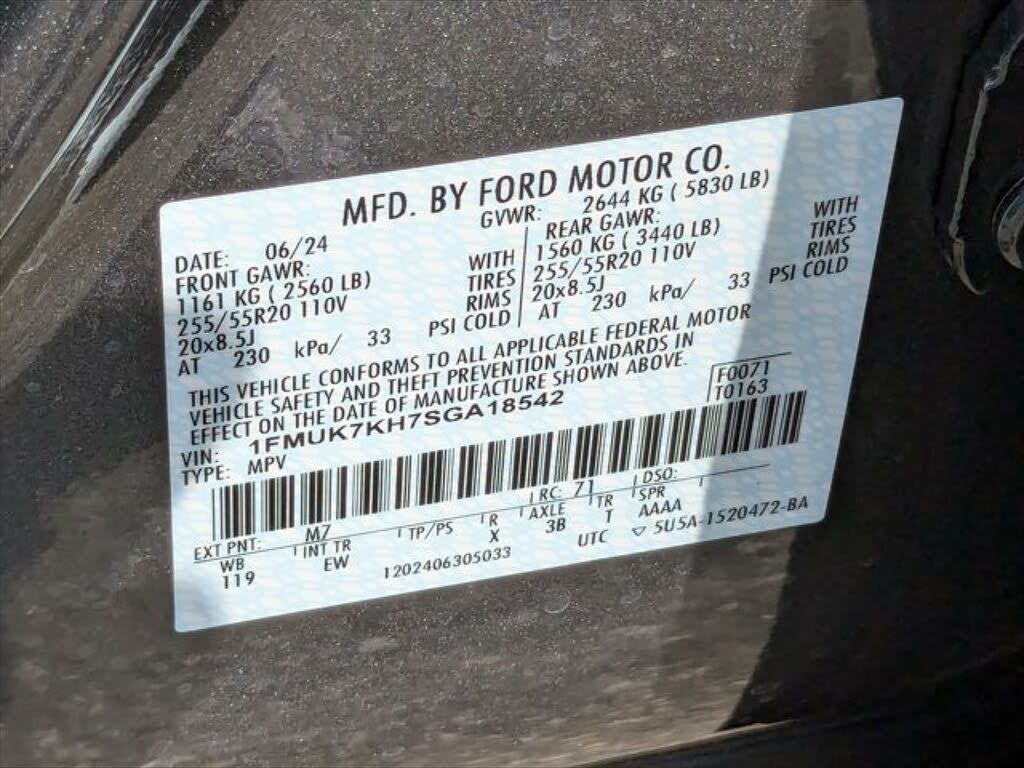 MFD. BY FORD MOTOR CO.
DATE: 06/24 GVWR: 2644 KG ( 5830 LB)
FRONT GAWR: WITH REAR GAWR: WITH
1161 KG ( 2560 LB) TIRES 1560 KG ( 3440 LB) TIRES
255/55R20 110V RIMS 255/55R20 110V RIMS
20x8.5J PSI COLD 20x8.5J PSI COLD
AT 230 kPa/ 33 AT 230 kPa/ 33
THIS VEHICLE CONFORMS TO ALL APPLICABLE FEDERAL MOTOR
VEHICLE SAFETY AND THEFT PREVENTION STANDARDS IN
EFFECT ON THE DATE OF MANUFACTURE SHOWN ABOVE.
VIN: 1FMUK7KH7SGA18542 F0071
TYPE: MPV T0163
EXT PNT: M7 RC: 71 DSO:
WB INT TR TP/PS R AXLE TR SPR
119 EW X 3B T AAAA
1202406305033 UTC ▽ 5U5A-1520472-BA